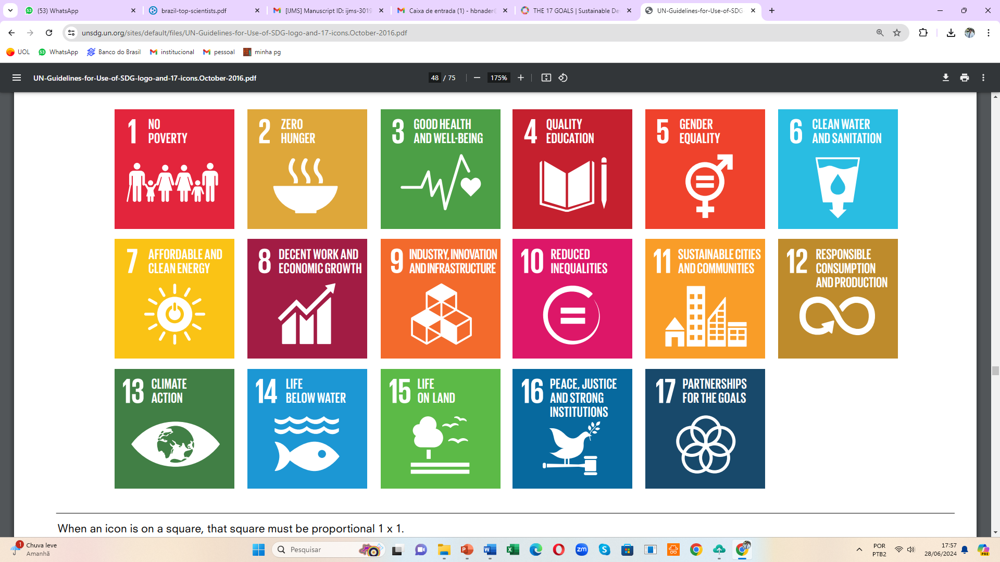 (53) WhatsApp
brazil-top-scientists.pdf
[IJMS] Manuscript ID: ijms-3019
Caixa de entrada (1) - hbnader
THE 17 GOALS | Sustainable De
UN-Guidelines-for-Use-of-SDG
unsdg.un.org/sites/default/files/UN-Guidelines-for-Use-of-SDG-logo-and-17-icons.October-2016.pdf
UOL
WhatsApp
Banco do Brasil
institucional
pessoal
minha pg
UN-Guidelines-for-Use-of-SDG-logo-and-17-icons.October-2016.pdf
48 / 75
175%
1 NO
POVERTY
2 ZERO
HUNGER
3 GOOD HEALTH
AND WELL-BEING
4 QUALITY
EDUCATION
5 GENDER
EQUALITY
6 CLEAN WATER
AND SANITATION
7 AFFORDABLE AND
CLEAN ENERGY
8 DECENT WORK AND
ECONOMIC GROWTH
9 INDUSTRY, INNOVATION
AND INFRASTRUCTURE
10 REDUCED
INEQUALITIES
11 SUSTAINABLE CITIES
AND COMMUNITIES
12 RESPONSIBLE
CONSUMPTION
AND PRODUCTION
13 CLIMATE
ACTION
14 LIFE
BELOW WATER
15 LIFE
ON LAND
16 PEACE, JUSTICE
AND STRONG
INSTITUTIONS
17 PARTNERSHIPS
FOR THE GOALS
When an icon is on a square, that square must be proportional 1 x 1.
1
Chuva leve
Amanhã
Pesquisar
zm
POR
PTB2
17:57
28/06/2024
PRE